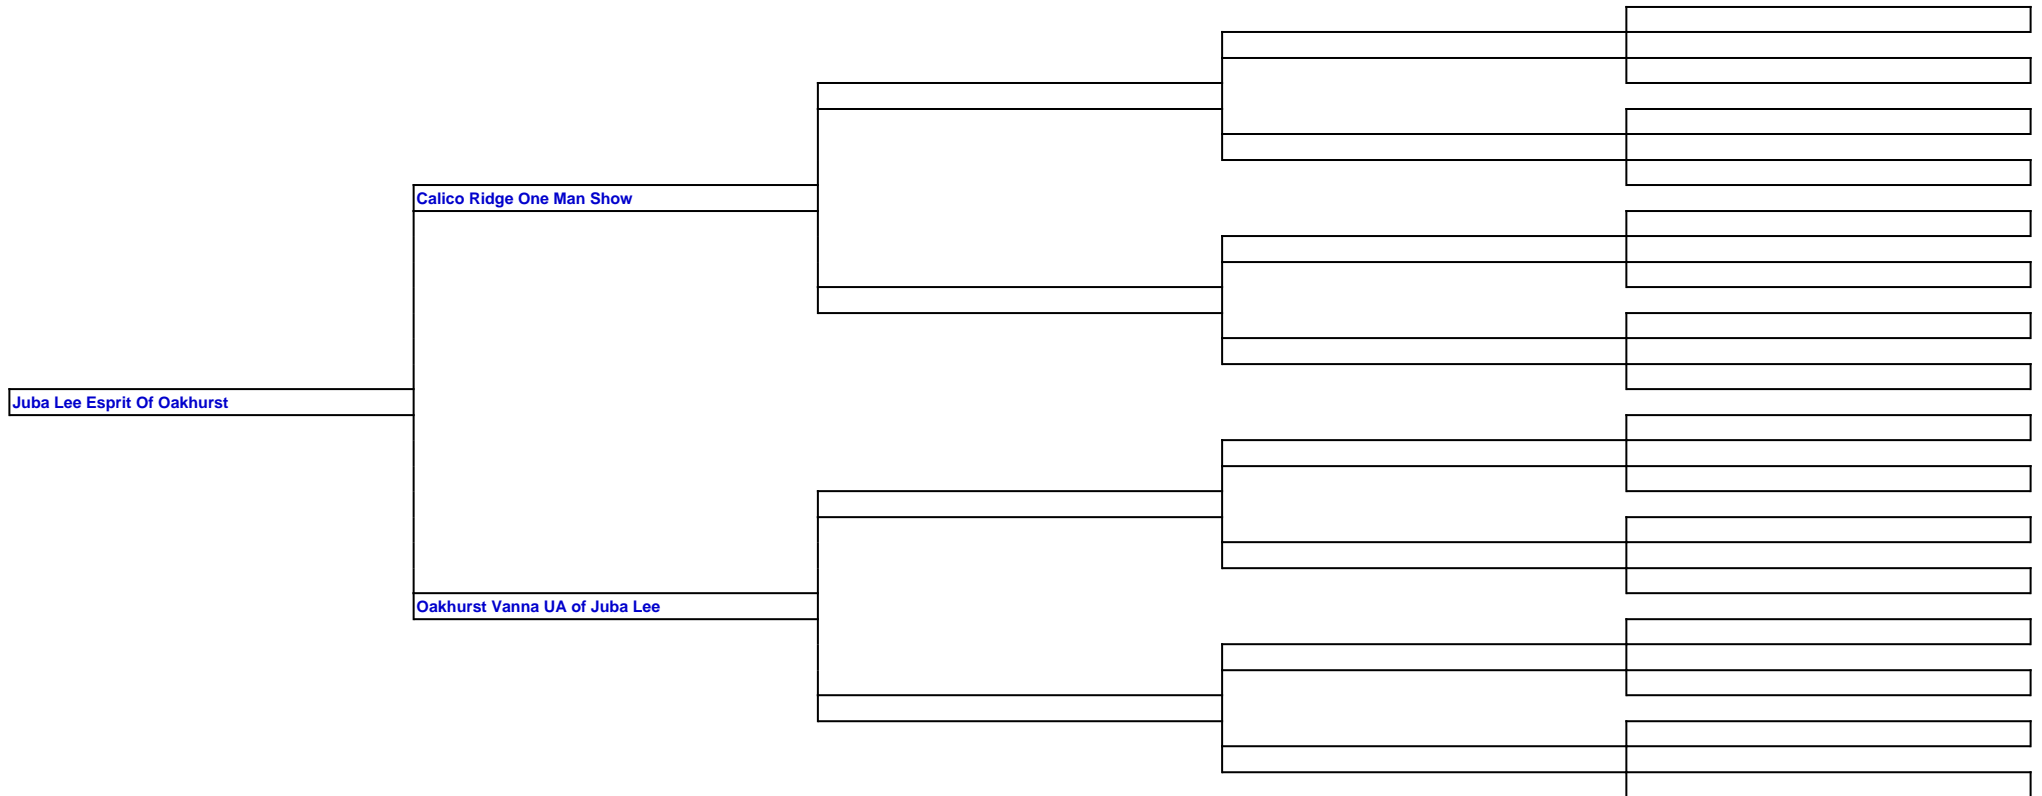 Calico Ridge One Man Show
Juba Lee Esprit Of Oakhurst
Oakhurst Vanna UA of Juba Lee